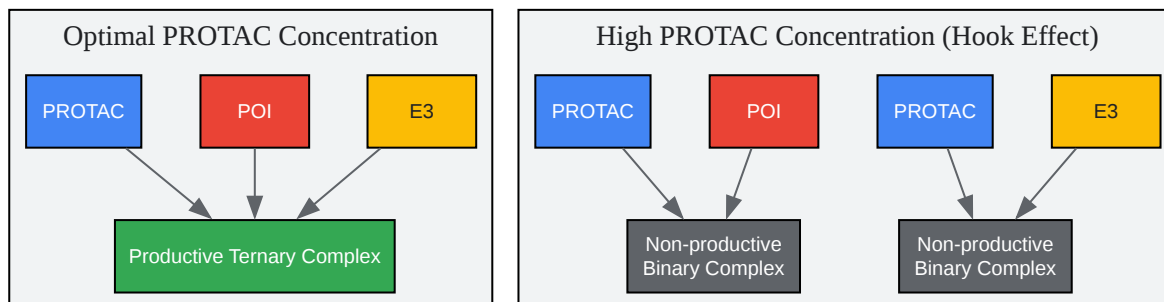 Optimal PROTAC Concentration
PROTAC
POI
E3
Productive Ternary Complex
High PROTAC Concentration (Hook Effect)
PROTAC
POI
PROTAC
E3
Non-productive
Binary Complex
Non-productive
Binary Complex